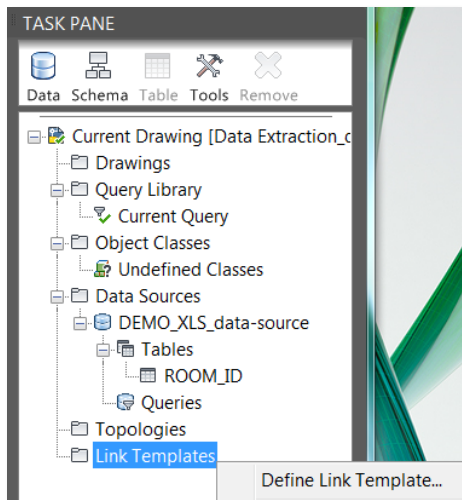 TASK PANE
Data Schema Table Tools Remove
Current Drawing [Data Extraction_c
Drawings
Query Library
Current Query
Object Classes
Undefined Classes
Data Sources
DEMO_XLS_data-source
Tables
ROOM_ID
Queries
Topologies
Link Templates
Define Link Template...